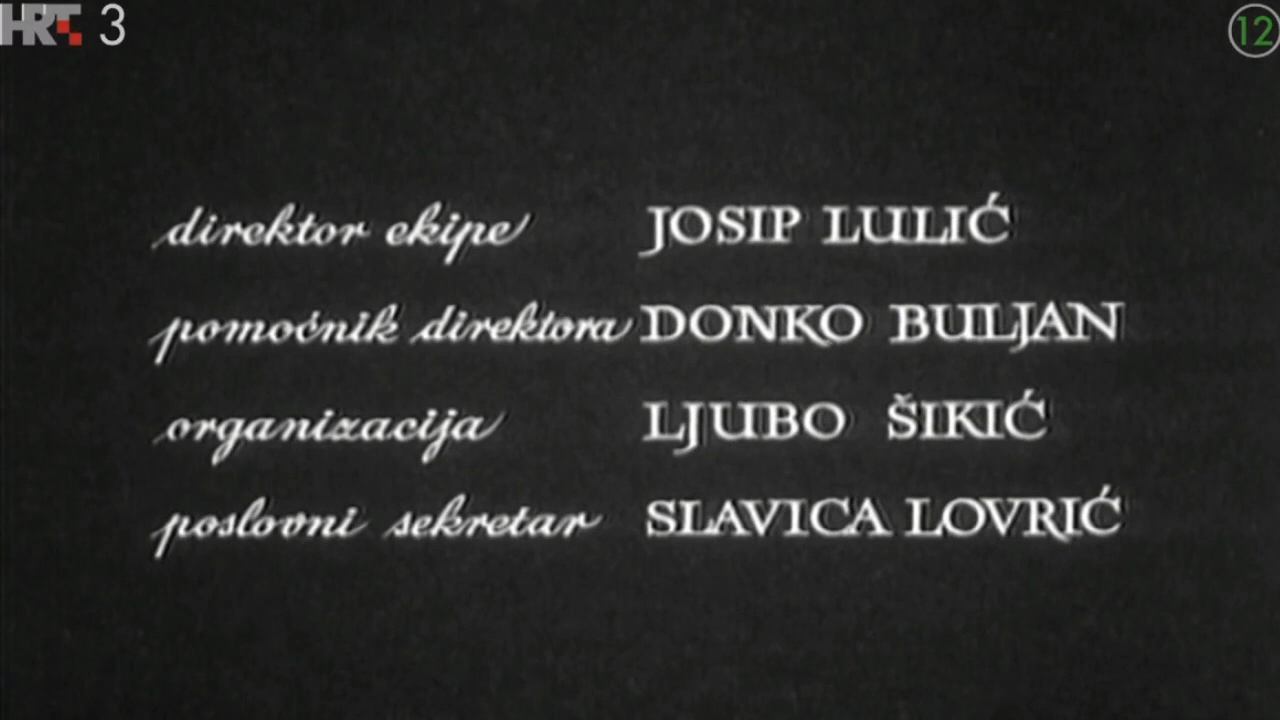 HRT 3
12
direktor ekipe JOSIP LULIĆ
pomoćnik direktora DONKO BULJAN
organizacija LJUBO ŠIKIĆ
poslovni sekretar SLAVICA LOVRIĆ